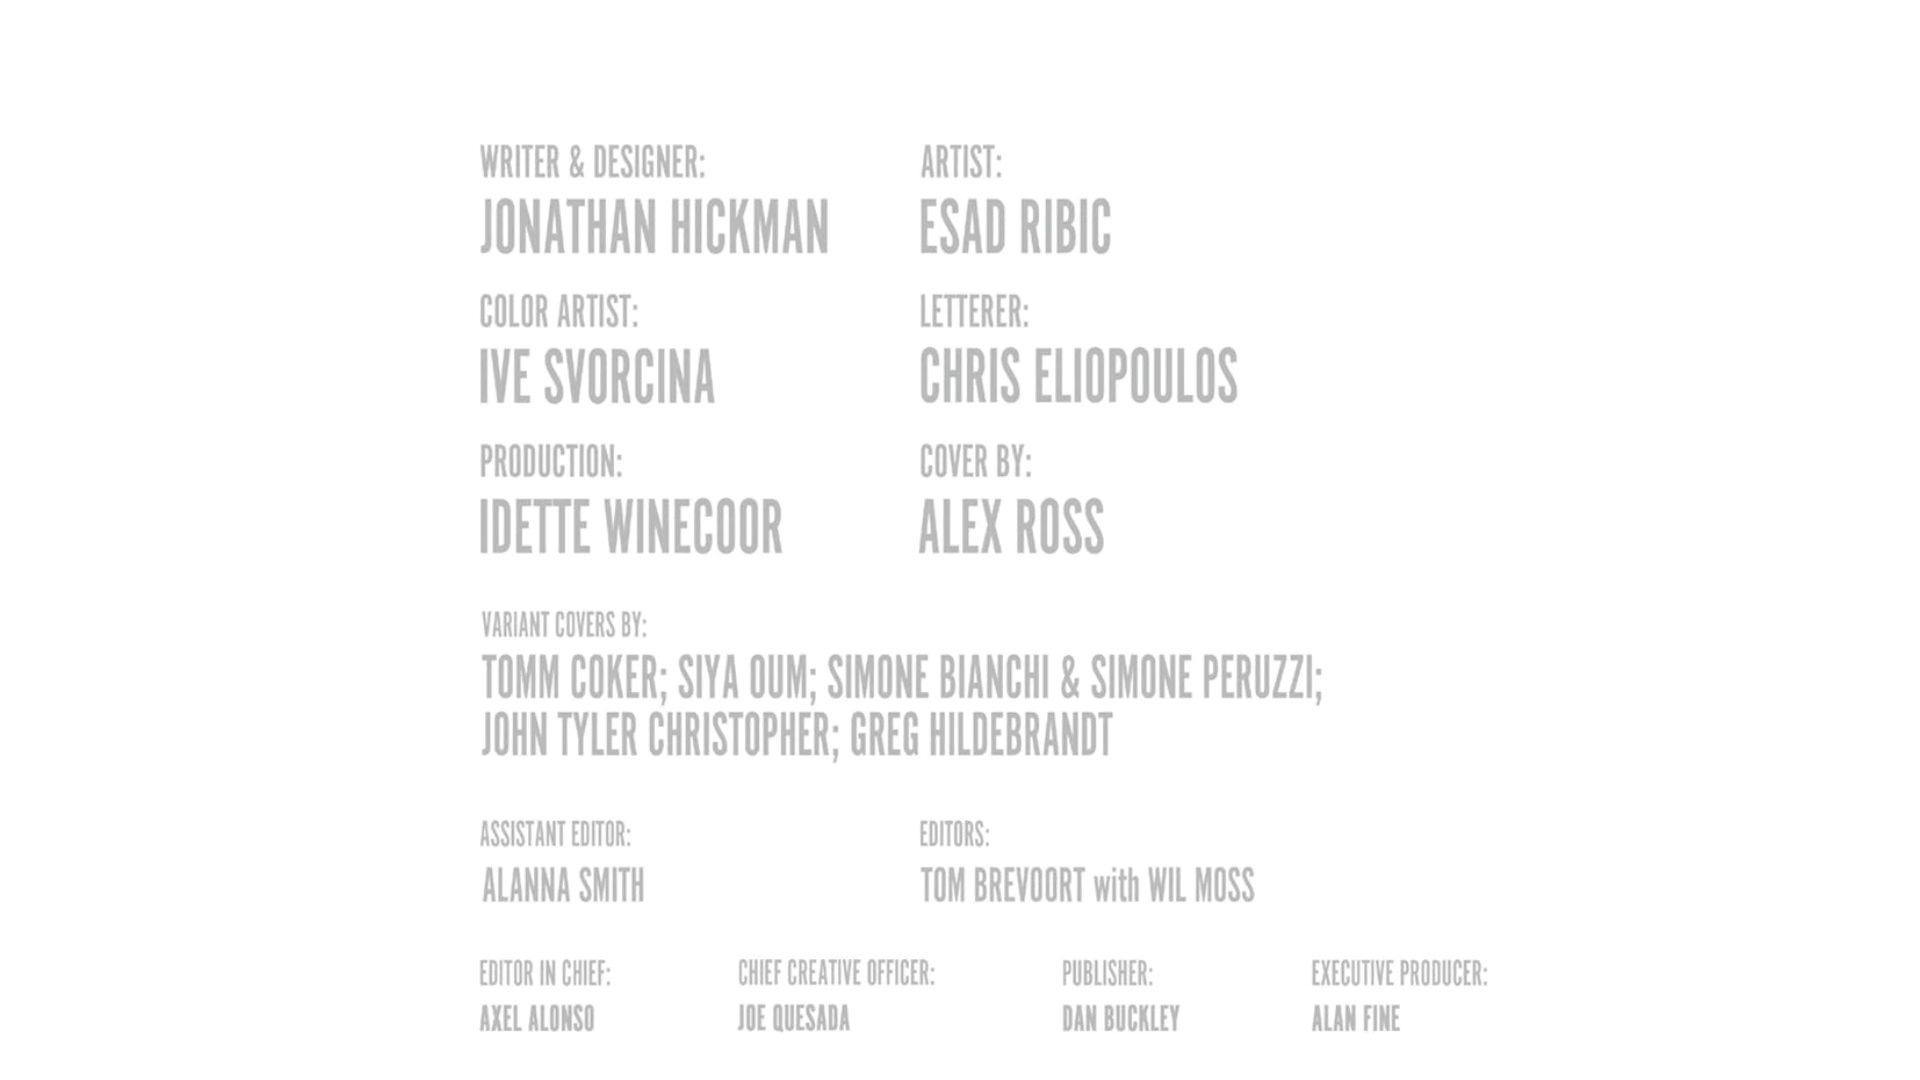 WRITER & DESIGNER:
JONATHAN HICKMAN
ARTIST:
ESAD RIBIC
COLOR ARTIST:
IVE SVORCINA
LETTERER:
CHRIS ELIOPOULOS
PRODUCTION:
IDETTE WINECOOR
COVER BY:
ALEX ROSS
VARIANT COVERS BY:
TOMM COKER; SIYA OUM; SIMONE BIANCHI & SIMONE PERUZZI;
JOHN TYLER CHRISTOPHER; GREG HILDEBRANDT
ASSISTANT EDITOR:
ALANNA SMITH
EDITORS:
TOM BREVOORT with WIL MOSS
EDITOR IN CHIEF:
AXEL ALONSO
CHIEF CREATIVE OFFICER:
JOE QUESADA
PUBLISHER:
DAN BUCKLEY
EXECUTIVE PRODUCER:
ALAN FINE